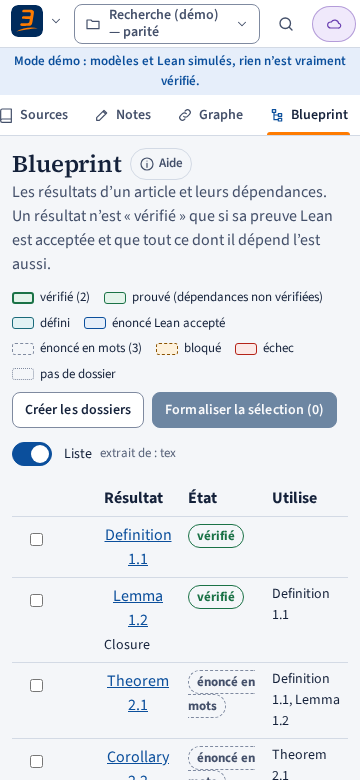 Recherche (démo)
— parité
Mode démo : modèles et Lean simulés, rien n’est vraiment
vérifié.
Sources
Notes
Graphe
Blueprint
Blueprint
Aide
Les résultats d’un article et leurs dépendances.
Un résultat n’est « vérifié » que si sa preuve Lean
est acceptée et que tout ce dont il dépend l’est
aussi.
vérifié (2)
prouvé (dépendances non vérifiées)
défini
énoncé Lean accepté
énoncé en mots (3)
bloqué
échec
pas de dossier
Créer les dossiers
Formaliser la sélection (0)
Liste
extrait de : tex
Résultat
État
Utilise
Definition
1.1
vérifié
Lemma
1.2
Closure
vérifié
Definition
1.1
Theorem
2.1
énoncé en
mots
Definition
1.1, Lemma
1.2
Corollary
énoncé en
Theorem
2.1